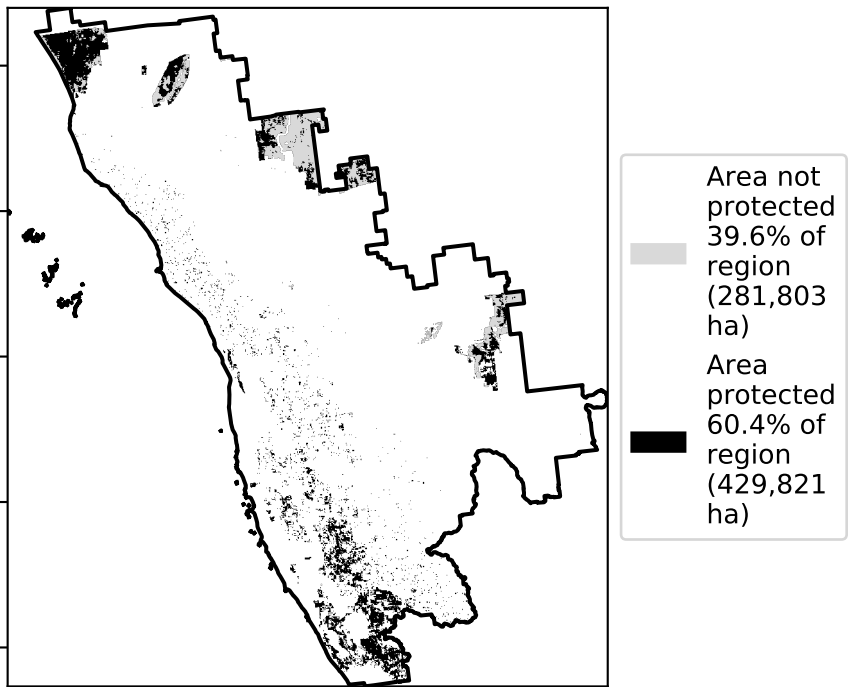 Area not
protected
39.6% of
region
(281,803
ha)
Area
protected
60.4% of
region
(429,821
ha)